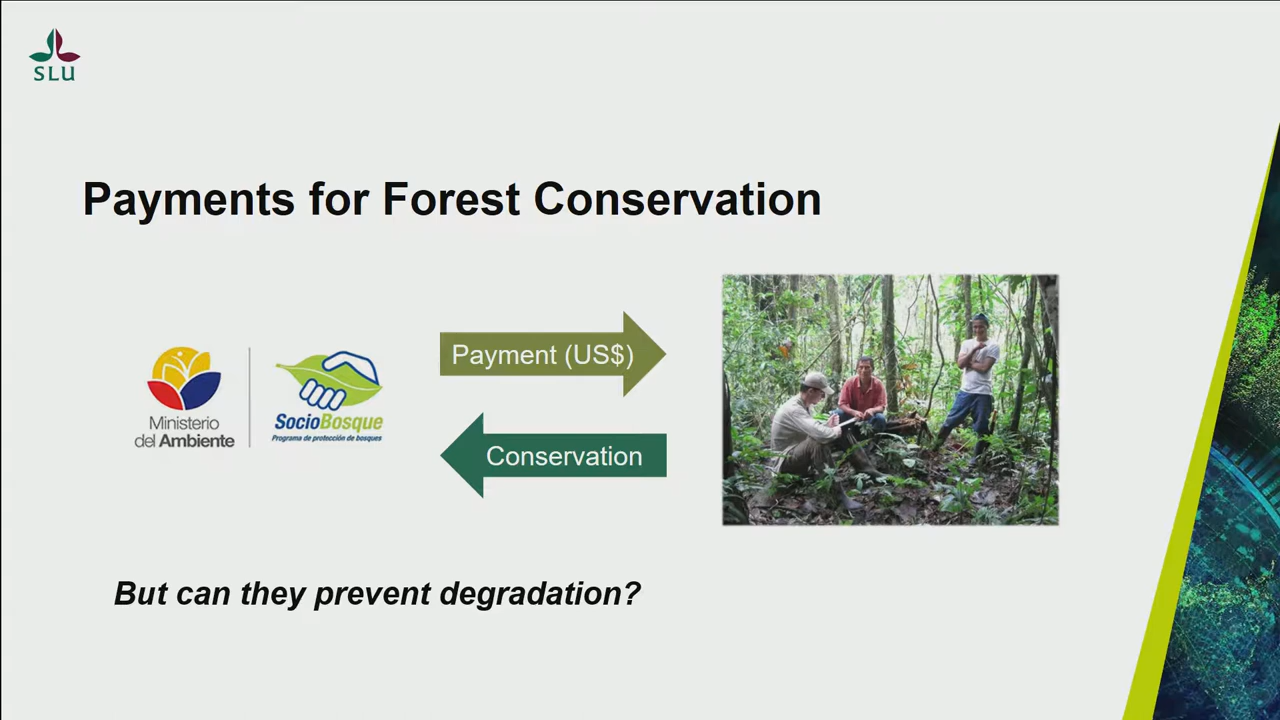 SLU
Payments for Forest Conservation
Payment (US$)
Ministerio
del Ambiente
SocioBosque
Programa de protección de bosques
Conservation
But can they prevent degradation?